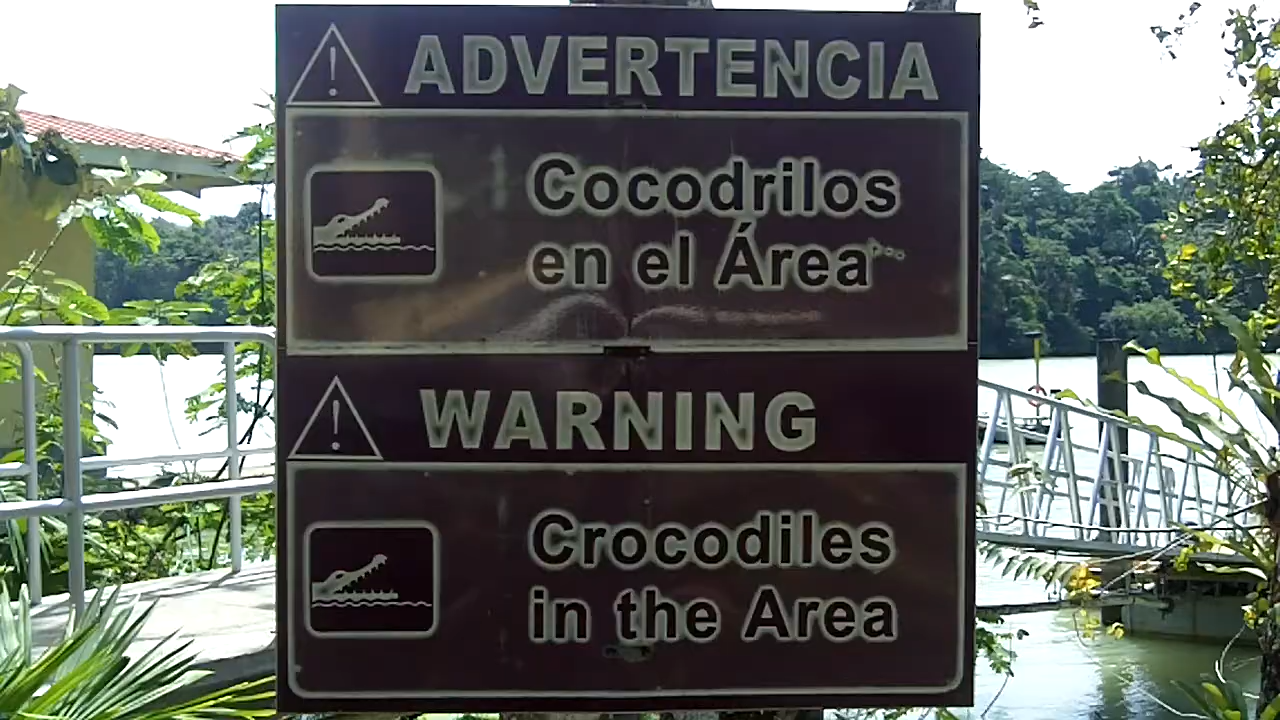 ADVERTENCIA
Cocodrilos
en el Área
WARNING
Crocodiles
in the Area